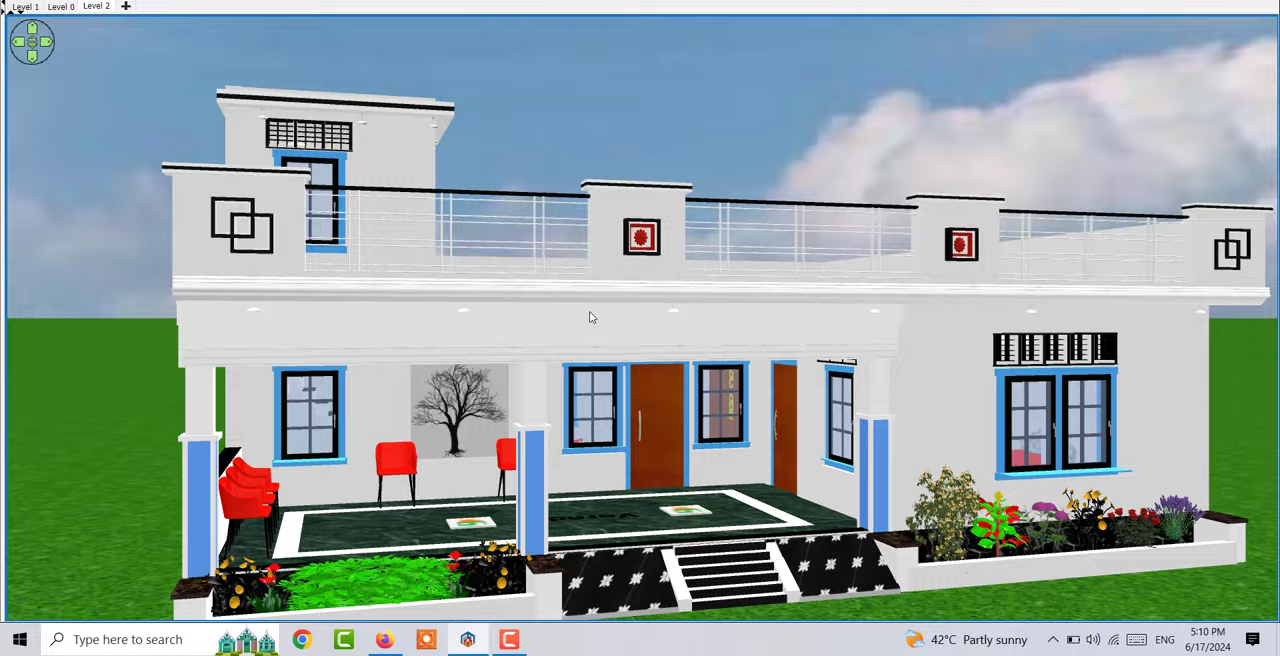 Level 1 Level 0 Level 2
Type here to search
42°C Partly sunny
ENG
5:10 PM
6/17/2024